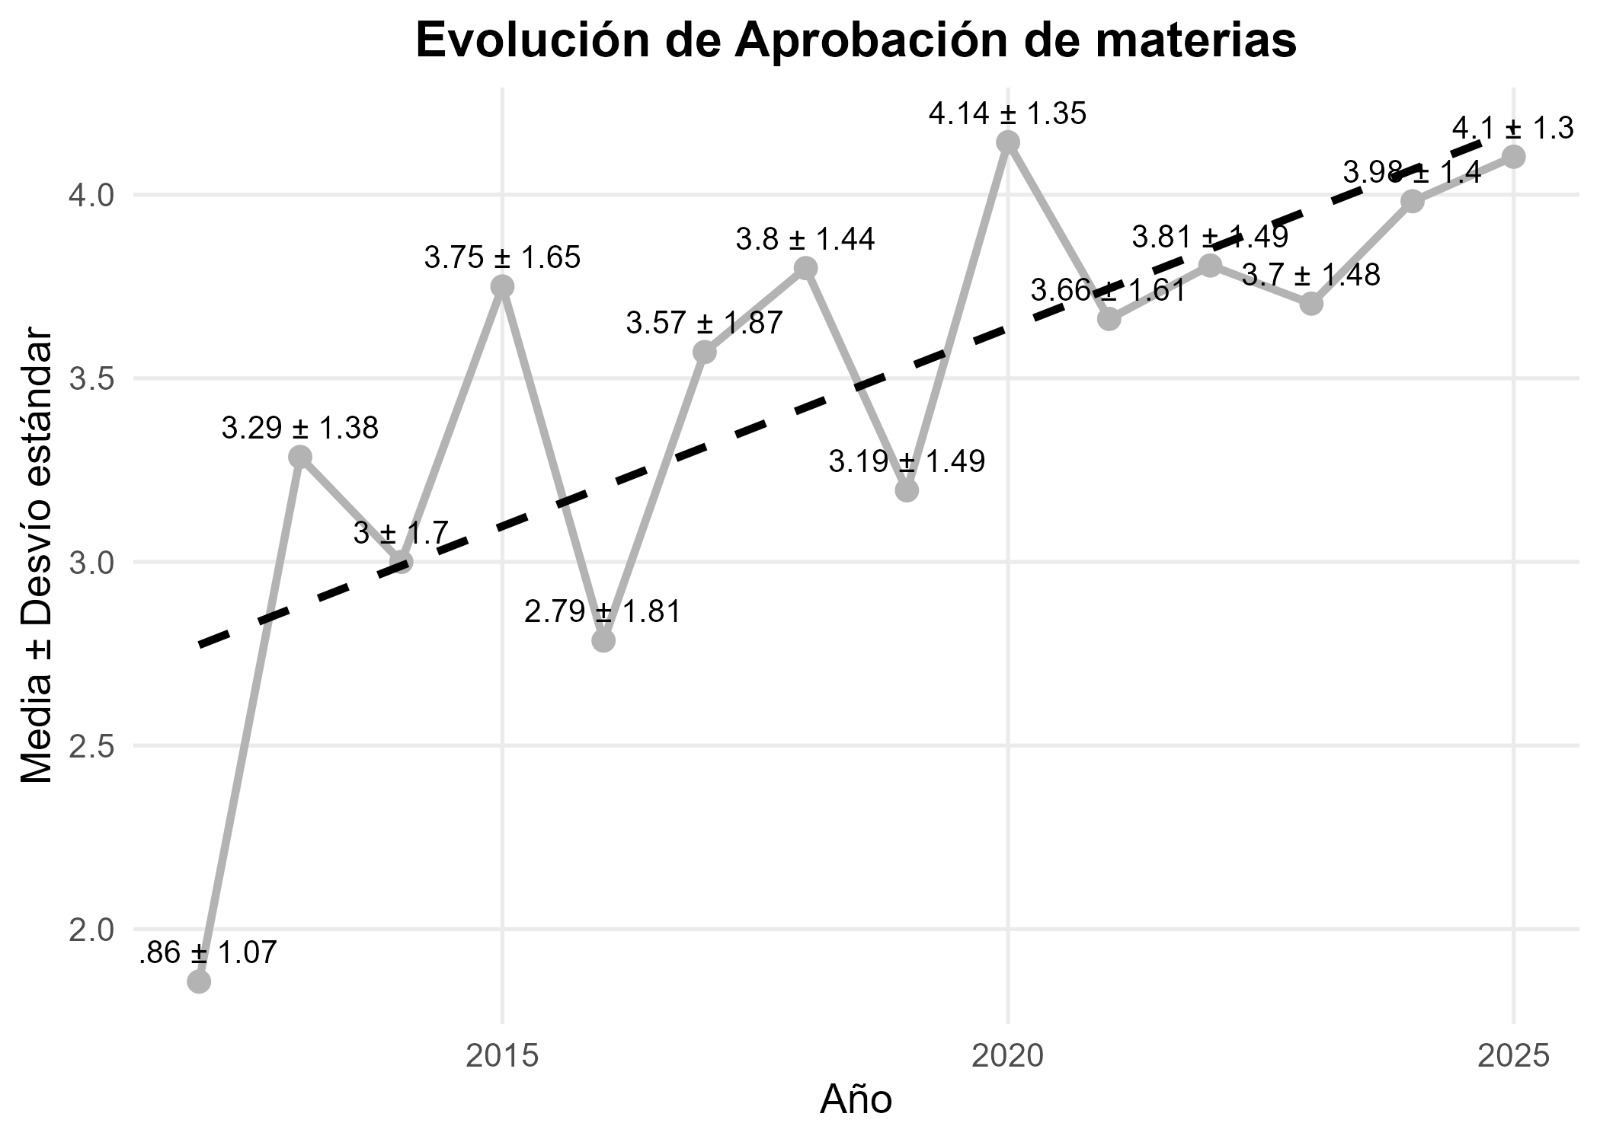 Evolución de Aprobación de materias
Media ± Desvío estándar
4.0
3.5
3.0
2.5
2.0
.86 ± 1.07
3.29 ± 1.38
3 ± 1.7
3.75 ± 1.65
2.79 ± 1.81
3.57 ± 1.87
3.8 ± 1.44
3.19 ± 1.49
4.14 ± 1.35
3.66 ± 1.61
3.81 ± 1.49
3.7 ± 1.48
3.98 ± 1.4
4.1 ± 1.3
2015
2020
2025
Año